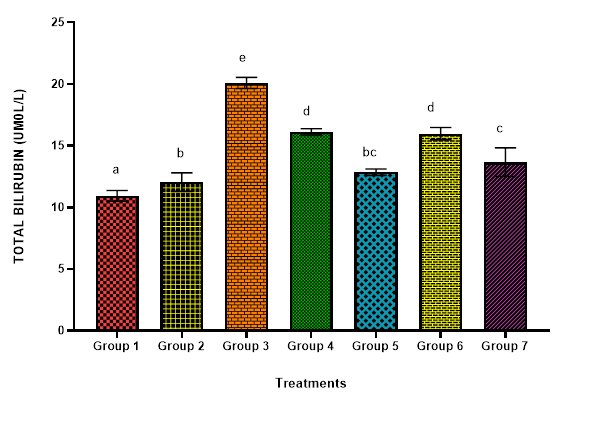 25
20
15
10
5
0
TOTAL BILIRUBIN (UM0L/L)
a
b
e
d
bc
d
c
Group 1 Group 2 Group 3 Group 4 Group 5 Group 6 Group 7
Treatments